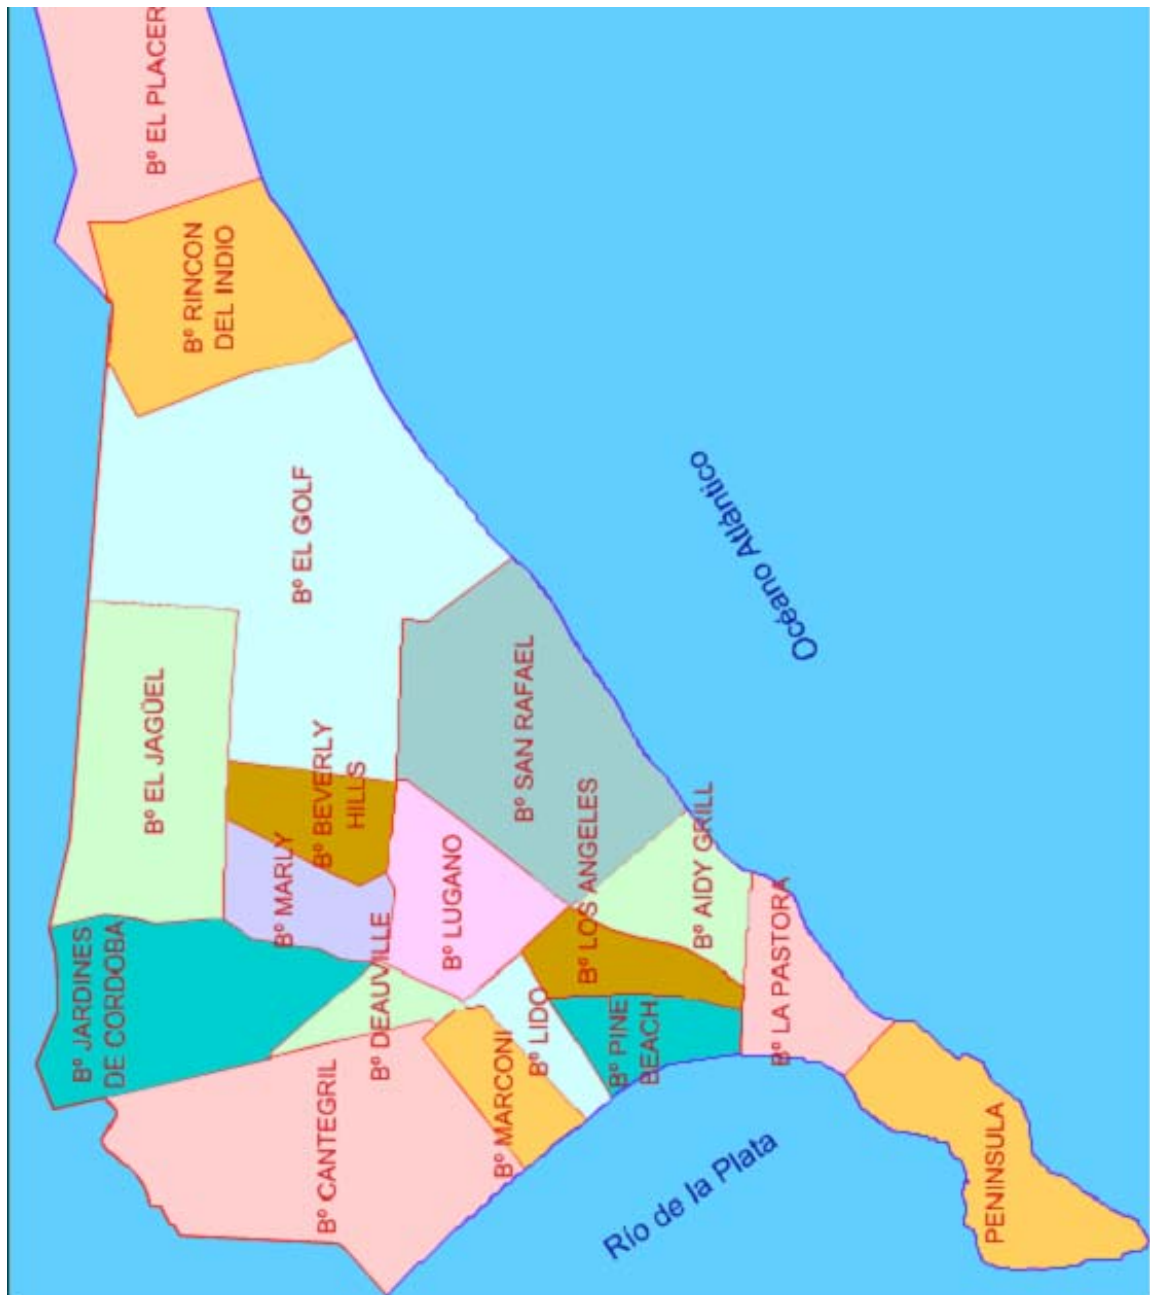 Bº EL PLACER
Bº RINCON
DEL INDIO
Bº EL GOLF
Océano Atlàntico
Bº EL JAGÜEL
Bº BEVERLY
HILLS
Bº SAN RAFAEL
Bº MARLY
Bº LUGANO
Bº LOS ANGELES
Bº AIDY GRILL
Bº JARDINES
DE CORDOBA
Bº DEAUVILLE
Bº LIDO
Bº PINE
BEACH
Bº LA PASTORA
Bº MARCONI
Bº CANTEGRIL
Río de la Plata
PENINSULA